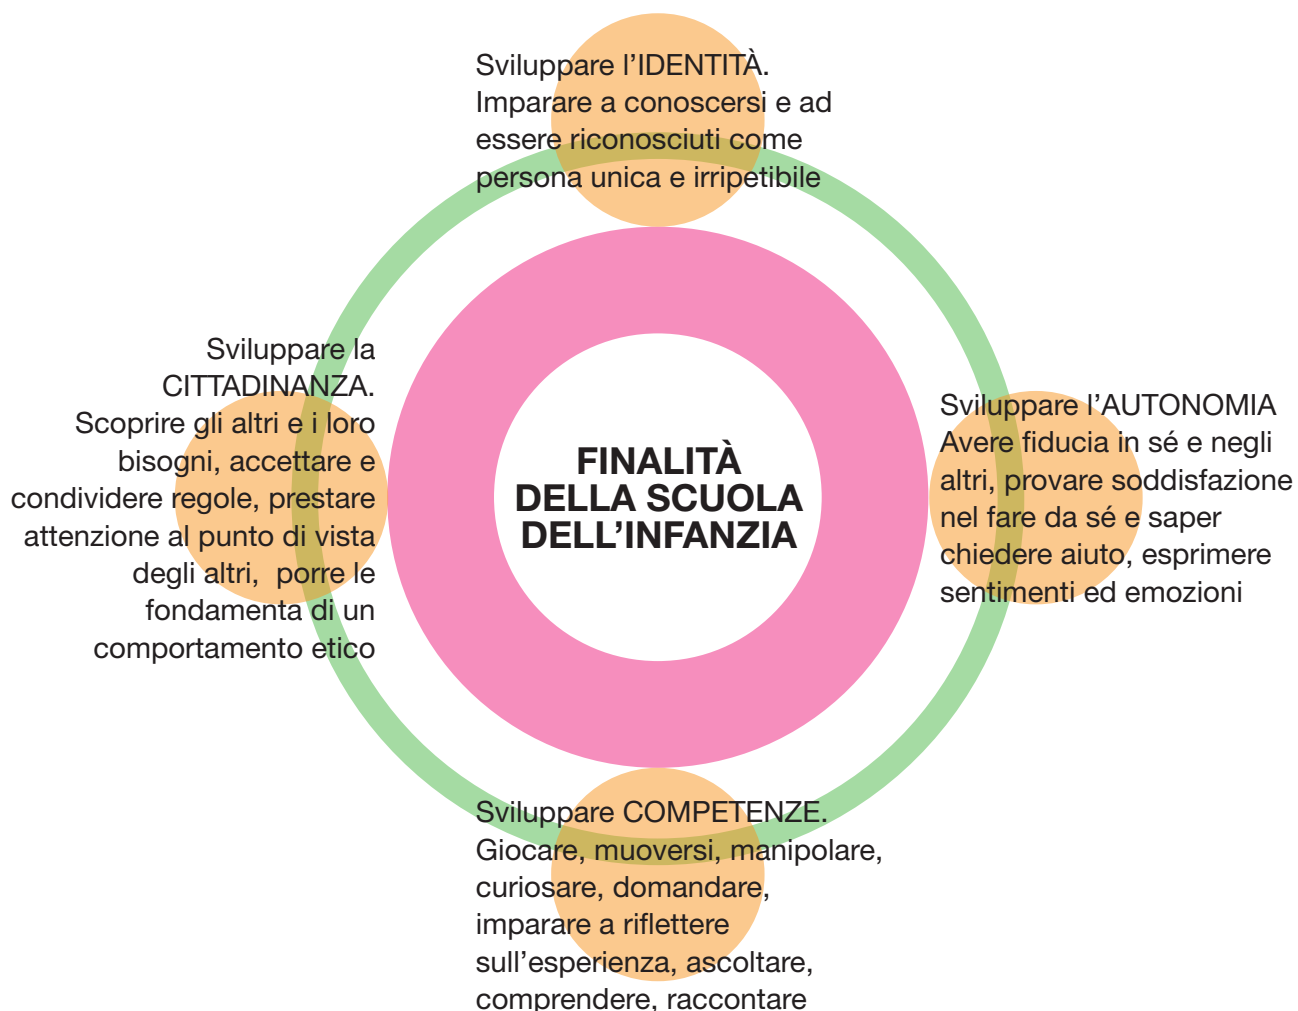 Sviluppare l’IDENTITÀ.
Imparare a conoscersi e ad
essere riconosciuti come
persona unica e irripetibile
Sviluppare la
CITTADINANZA.
Scoprire gli altri e i loro
bisogni, accettare e
condividere regole, prestare
attenzione al punto di vista
degli altri,  porre le
fondamenta di un
comportamento etico
FINALITÀ
DELLA SCUOLA
DELL’INFANZIA
Sviluppare l’AUTONOMIA
Avere fiducia in sé e negli
altri, provare soddisfazione
nel fare da sé e saper
chiedere aiuto, esprimere
sentimenti ed emozioni
Sviluppare COMPETENZE.
Giocare, muoversi, manipolare,
curiosare, domandare,
imparare a riflettere
sull’esperienza, ascoltare,
comprendere, raccontare